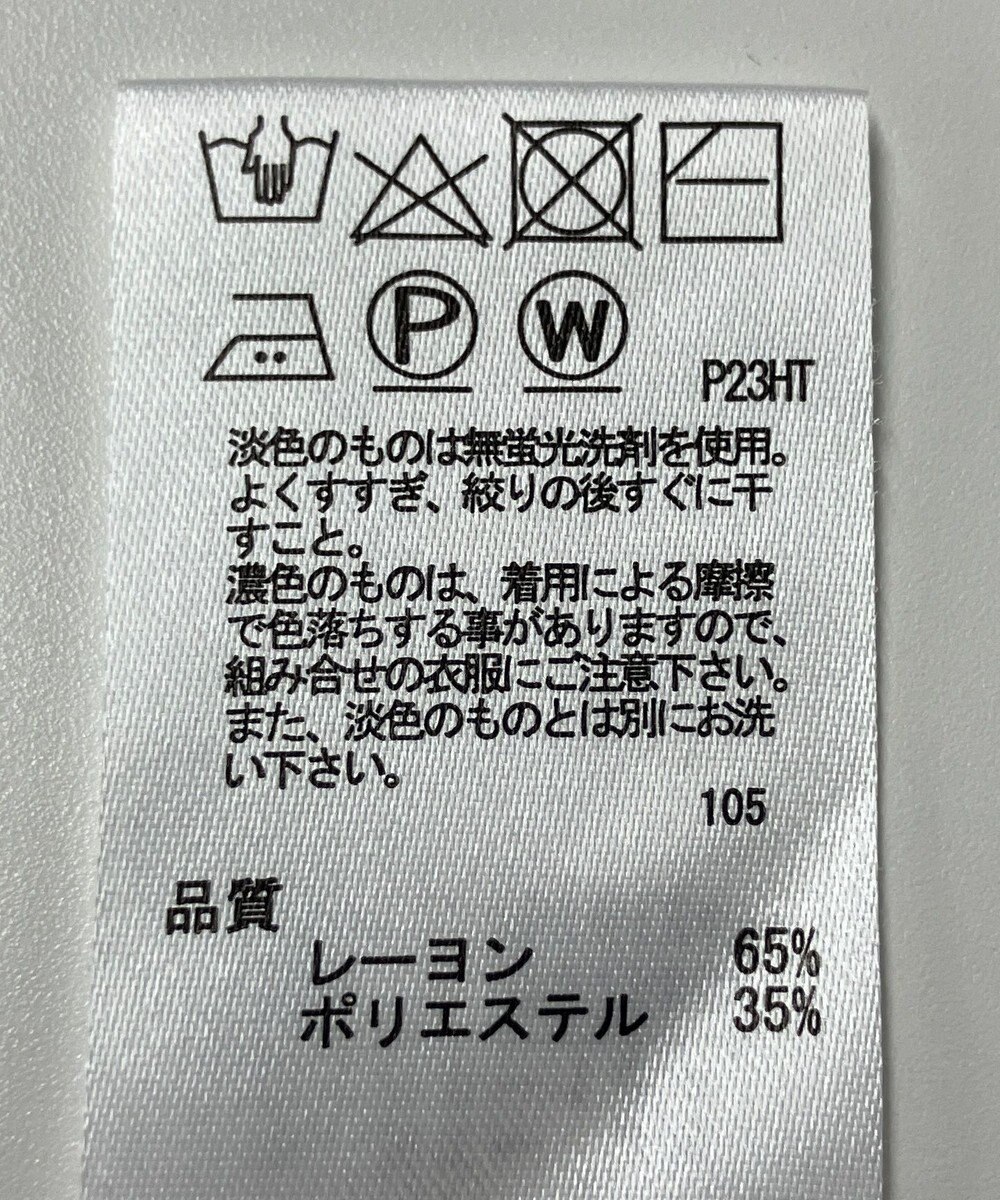 P W
P23HT
淡色のものは無蛍光洗剤を使用。
よくすすぎ、絞りの後すぐに干
すこと。
濃色のものは、着用による摩擦
で色落ちする事がありますので、
組み合せの衣服にご注意下さい。
また、淡色のものとは別にお洗
い下さい。
105
品質
レーヨン 65%
ポリエステル 35%